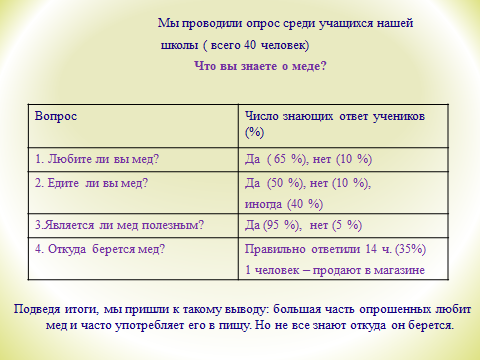 Мы проводили опрос среди учащихся нашей
школы ( всего 40 человек)
Что вы знаете о меде?
Вопрос
Число знающих ответ учеников
(%)
1. Любите ли вы мед?
Да ( 65 %), нет (10 %)
2. Едите ли вы мед?
Да (50 %), нет (10 %),
иногда (40 %)
3.Является ли мед полезным?
Да (95 %), нет (5 %)
4. Откуда берется мед?
Правильно ответили 14 ч. (35%)
1 человек – продают в магазине
Подведя итоги, мы пришли к такому выводу: большая часть опрошенных любит
мед и часто употребляет его в пищу. Но не все знают откуда он берется.